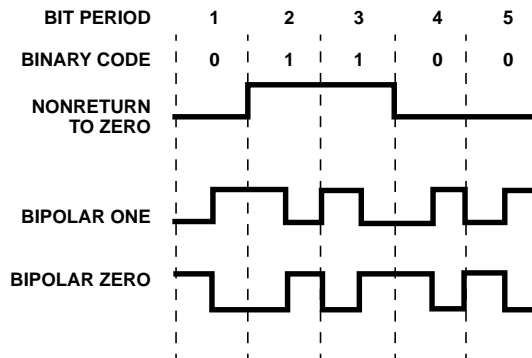 BIT PERIOD 1 2 3 4 5
BINARY CODE 0 1 1 0 0
NONRETURN
TO ZERO
BIPOLAR ONE
BIPOLAR ZERO